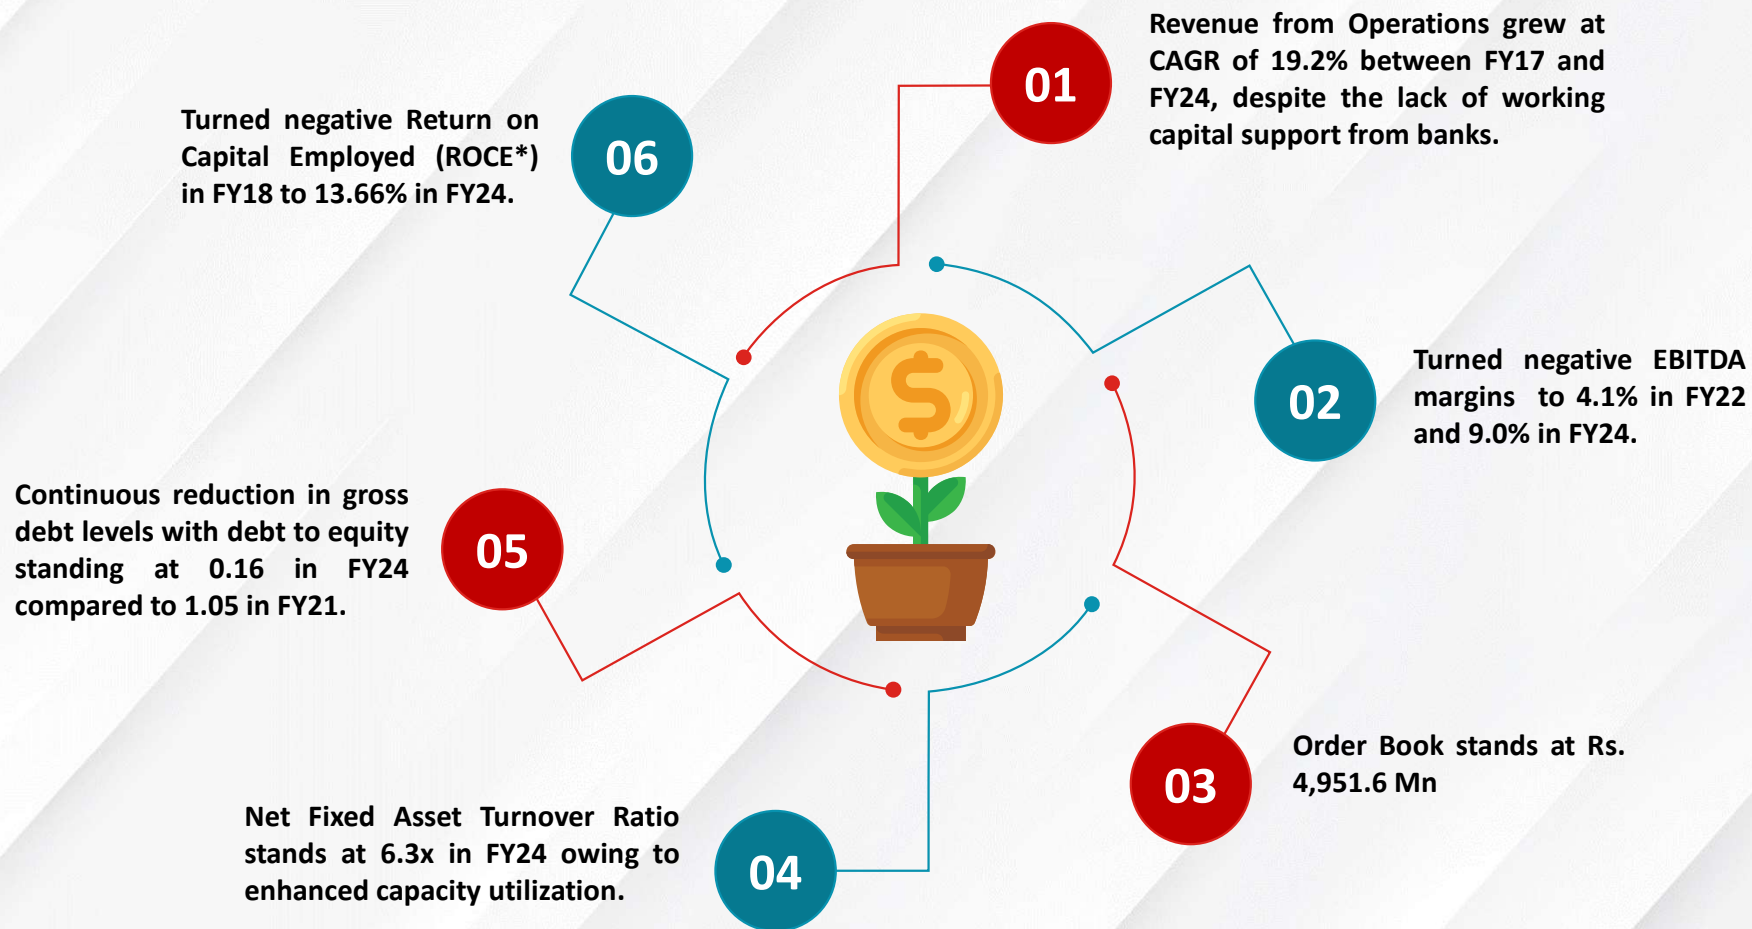 01
Revenue from Operations grew at
CAGR of 19.2% between FY17 and
FY24, despite the lack of working
capital support from banks.
02
Turned negative EBITDA
margins to 4.1% in FY22
and 9.0% in FY24.
03
Order Book stands at Rs.
4,951.6 Mn
04
Net Fixed Asset Turnover Ratio
stands at 6.3x in FY24 owing to
enhanced capacity utilization.
05
Continuous reduction in gross
debt levels with debt to equity
standing at 0.16 in FY24
compared to 1.05 in FY21.
06
Turned negative Return on
Capital Employed (ROCE*)
in FY18 to 13.66% in FY24.
$